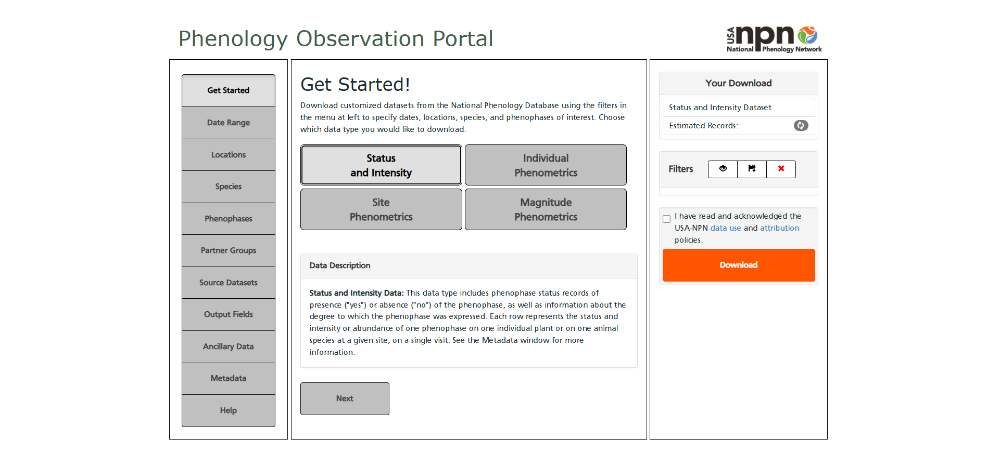 Phenology Observation Portal
USA npn
National Phenology Network
Get Started
Date Range
Locations
Species
Phenophases
Partner Groups
Source Datasets
Output Fields
Ancillary Data
Metadata
Help
Get Started!
Download customized datasets from the National Phenology Database using the filters in
the menu at left to specify dates, locations, species, and phenophases of interest. Choose
which data type you would like to download.
Status
and Intensity
Individual
Phenometrics
Site
Phenometrics
Magnitude
Phenometrics
Data Description
Status and Intensity Data: This data type includes phenophase status records of
presence ("yes") or absence ("no") of the phenophase, as well as information about the
degree to which the phenophase was expressed. Each row represents the status and
intensity or abundance of one phenophase on one individual plant or on one animal
species at a given site, on a single visit. See the Metadata window for more
information.
Next
Your Download
Status and Intensity Dataset
Estimated Records:
Filters
I have read and acknowledged the
USA-NPN data use and attribution
policies.
Download